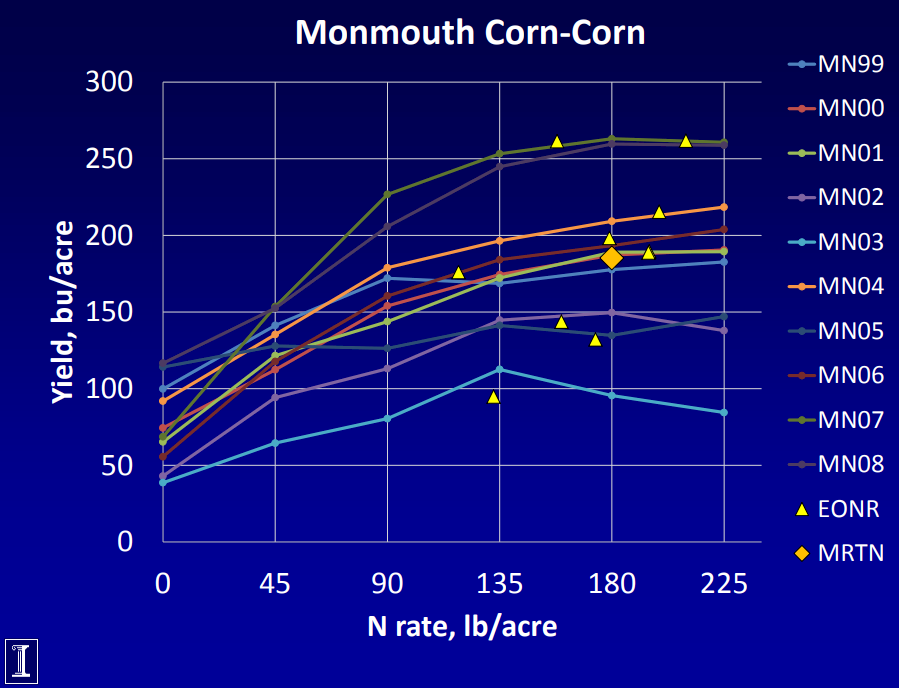 Monmouth Corn-Corn
300
250
200
150
100
50
0
Yield, bu/acre
0 45 90 135 180 225
N rate, lb/acre
MN99
MN00
MN01
MN02
MN03
MN04
MN05
MN06
MN07
MN08
EONR
MRTN
I